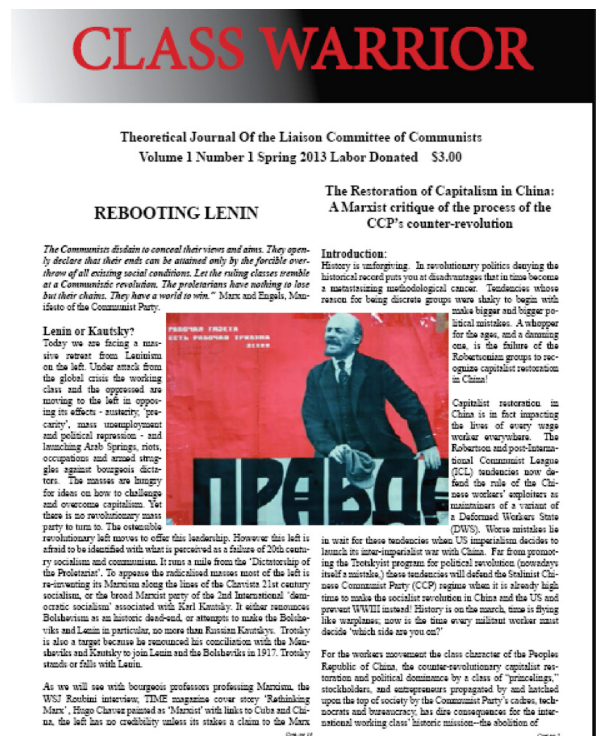 CLASS WARRIOR
Theoretical Journal Of the Liaison Committee of Communists
Volume 1 Number 1 Spring 2013 Labor Donated $3.00
REBOOTING LENIN
The Communists disdain to conceal their views and aims. They open-
ly declare that their ends can be attained only by the forcible over-
throw of all existing social conditions. Let the ruling classes tremble
at a Communistic revolution. The proletarians have nothing to lose
but their chains. They have a world to win." Marx and Engels, Man-
ifesto of the Communist Party.
Lenin or Kautsky?
Today we are facing a mas-
sive retreat from Leninism
on the left. Under attack from
the global crisis the working
class and the oppressed are
moving to the left in oppos-
ing its effects - austerity, 'pre-
carity', mass unemployment
and political repression - and
launching Arab Springs, riots,
occupations and armed strug-
gles against bourgeois dicta-
tors. The masses are hungry
for ideas on how to challenge
and overcome capitalism. Yet
there is no revolutionary mass
party to turn to. The ostensible
revolutionary left moves to offer this leadership. However this left is
afraid to be identified with what is perceived as a failure of 20th centu-
ry socialism and communism. It runs a mile from the 'Dictatorship of
the Proletariat'. To appease the radicalised masses most of the left is
re-inventing its Marxism along the lines of the Chavista 21st century
socialism, or the broad Marxist party of the 2nd International 'dem-
ocratic socialism' associated with Karl Kautsky. It either renounces
Bolshevism as an historic dead-end, or attempts to make the Bolshe-
viks and Lenin in particular, no more than Russian Kautskys. Trotsky
is also a target because he renounced his conciliation with the Men-
sheviks and Kautsky to join Lenin and the Bolsheviks in 1917. Trotsky
stands or falls with Lenin.
As we will see with bourgeois professors professing Marxism, the
WSJ Roubini interview, TIME magazine cover story 'Rethinking
Marx', Hugo Chavez painted as 'Marxist' with links to Cuba and Chi-
na, the left has no credibility unless its stakes a claim to the Marx
РАБОЧАЯ ГАЗЕТА
ЕСТЬ РАБОЧАЯ ТРИБУНА
ЛЕНИН
ПРАВДЕ
The Restoration of Capitalism in China:
A Marxist critique of the process of the
CCP's counter-revolution
Introduction:
History is unforgiving. In revolutionary politics denying the
historical record puts you at disadvantages that in time become
a metastasizing methodological cancer. Tendencies whose
reason for being discrete groups were shaky to begin with
make bigger and bigger po-
litical mistakes. A whopper
for the ages, and a damning
one, is the failure of the
Robertsonian groups to rec-
ognize capitalist restoration
in China!
Capitalist restoration in
China is in fact impacting
the lives of every wage
worker everywhere. The
Robertson and post-Interna-
tional Communist League
(ICL) tendencies now de-
fend the rule of the Chi-
nese workers' exploiters as
maintainers of a variant of
a Deformed Workers State
(DWS). Worse mistakes lie
in wait for these tendencies when US imperialism decides to
launch its inter-imperialist war with China. Far from promot-
ing the Trotskyist program for political revolution (nowadays
itself a mistake,) these tendencies will defend the Stalinist Chi-
nese Communist Party (CCP) regime when it is already high
time to make the socialist revolution in China and the US and
prevent WWIII instead! History is on the march, time is flying
like warplanes; now is the time every militant worker must
decide 'which side are you on?'
For the workers movement the class character of the Peoples
Republic of China, the counter-revolutionary capitalist res-
toration and political dominance by a class of "princelings,"
stockholders, and entrepreneurs propagated by and hatched
upon the top of society by the Communist Party's cadres, tech-
nocrats and bureaucracy, has dire consequences for the inter-
national working class' historic mission--the abolition of